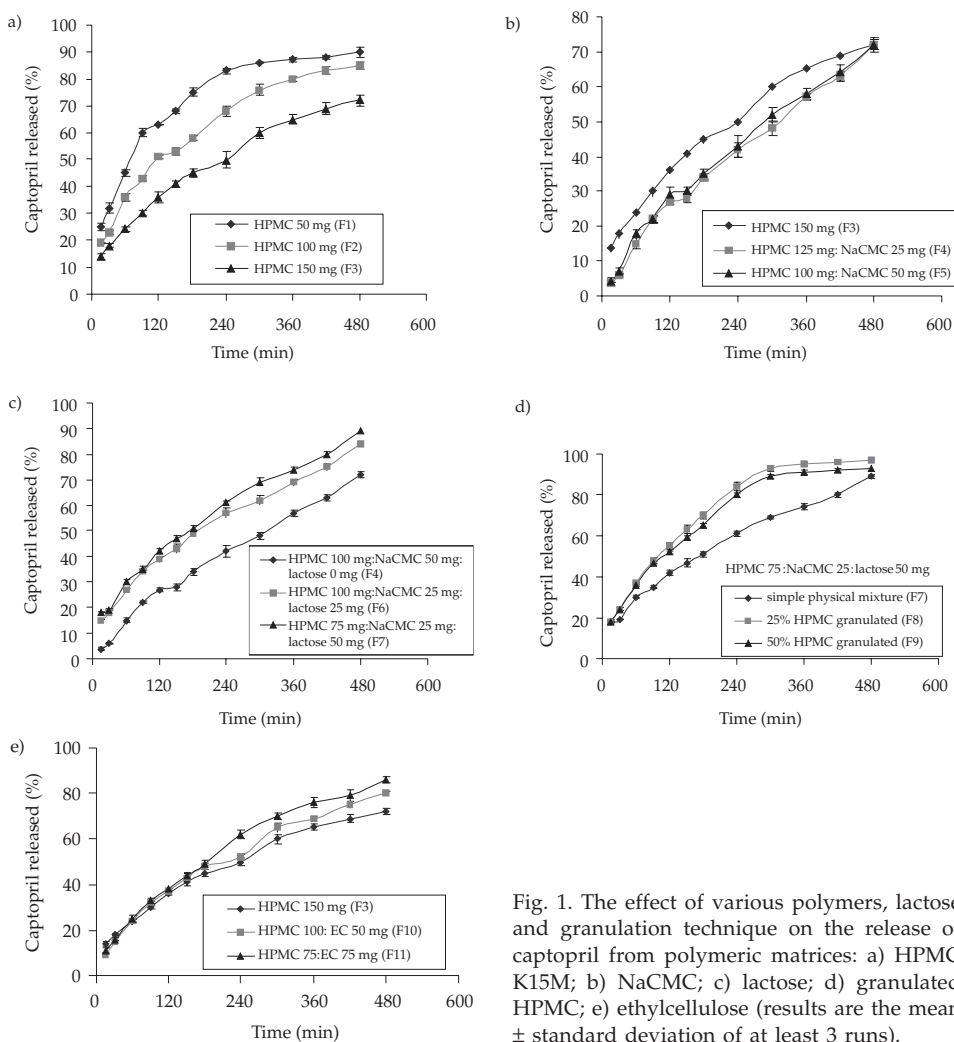 a)
Captopril released (%)
100
90
80
70
60
50
40
30
20
10
0
HPMC 50 mg (F1)
HPMC 100 mg (F2)
HPMC 150 mg (F3)
0 120 240 360 480 600
Time (min)
b)
Captopril released (%)
80
70
60
50
40
30
20
10
0
HPMC 150 mg (F3)
HPMC 125 mg: NaCMC 25 mg (F4)
HPMC 100 mg: NaCMC 50 mg (F5)
0 120 240 360 480 600
Time (min)
c)
Captopril released (%)
100
90
80
70
60
50
40
30
20
10
0
HPMC 100 mg:NaCMC 50 mg:
lactose 0 mg (F4)
HPMC 100 mg:NaCMC 25 mg:
lactose 25 mg (F6)
HPMC 75 mg:NaCMC 25 mg:
lactose 50 mg (F7)
0 120 240 360 480 600
Time (min)
d)
Captopril released (%)
100
80
60
40
20
0
HPMC 75:NaCMC 25:lactose 50 mg
simple physical mixture (F7)
25% HPMC granulated (F8)
50% HPMC granulated (F9)
0 120 240 360 480 600
Time (min)
e)
Captopril released (%)
100
80
60
40
20
0
HPMC 150 mg (F3)
HPMC 100: EC 50 mg (F10)
HPMC 75:EC 75 mg (F11)
0 120 240 360 480 600
Time (min)
Fig. 1. The effect of various polymers, lactose
and granulation technique on the release o
captopril from polymeric matrices: a) HPMC
K15M; b) NaCMC; c) lactose; d) granulated
HPMC; e) ethylcellulose (results are the mean
± standard deviation of at least 3 runs).